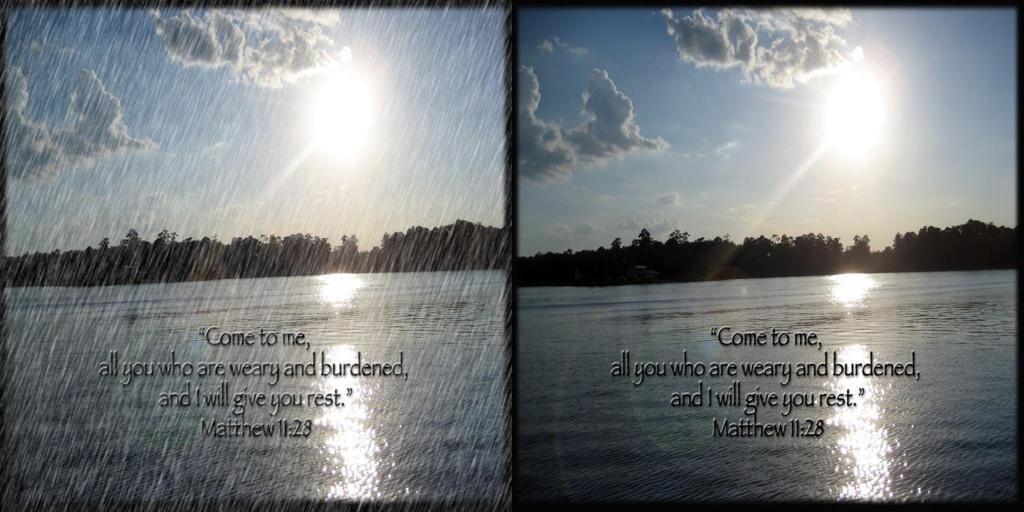 “Come to me,
all you who are weary and burdened,
and I will give you rest.”
Matthew 11:28
“Come to me,
all you who are weary and burdened,
and I will give you rest.”
Matthew 11:28